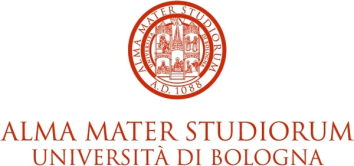 ALMA MATER STUDIORUM
A.D. 1088
ALMA MATER STUDIORUM
UNIVERSITÀ DI BOLOGNA